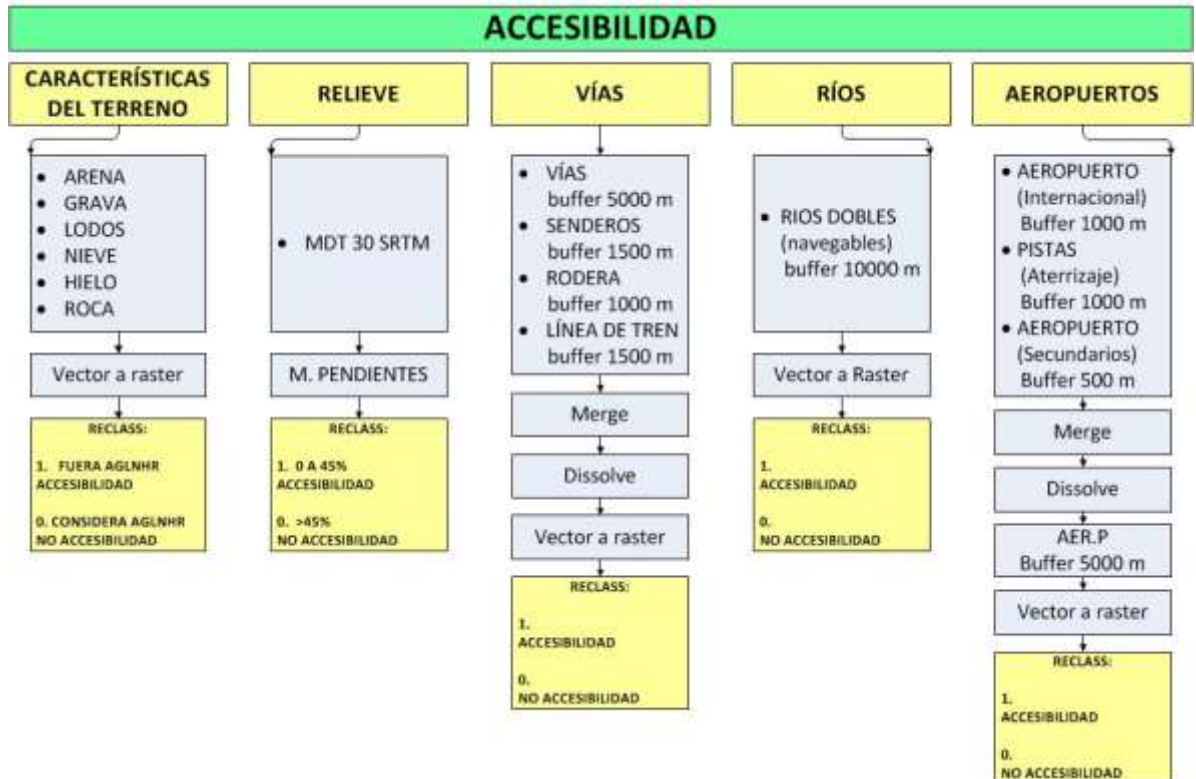 ACCESIBILIDAD
CARACTERÍSTICAS
DEL TERRENO
• ARENA
• GRAVA
• LODOS
• NIEVE
• HIELO
• ROCA
Vector a raster
RECLASS:
1. FUERA AGLNHR
ACCESIBILIDAD
0. CONSIDERA AGLNHR
NO ACCESIBILIDAD
RELIEVE
• MDT 30 SRTM
M. PENDIENTES
RECLASS:
1. 0 A 45%
ACCESIBILIDAD
0. >45%
NO ACCESIBILIDAD
VÍAS
• VÍAS
buffer 5000 m
• SENDEROS
buffer 1500 m
• RODERA
buffer 1000 m
• LÍNEA DE TREN
buffer 1500 m
Merge
Dissolve
Vector a raster
RECLASS:
1.
ACCESIBILIDAD
0.
NO ACCESIBILIDAD
RÍOS
• RIOS DOBLES
(navegables)
buffer 10000 m
Vector a Raster
RECLASS:
1.
ACCESIBILIDAD
0.
NO ACCESIBILIDAD
AEROPUERTOS
• AEROPUERTO
(Internacional)
Buffer 1000 m
• PISTAS
(Aterrizaje)
Buffer 1000 m
• AEROPUERTO
(Secundarios)
Buffer 500 m
Merge
Dissolve
AER.P
Buffer 5000 m
Vector a raster
RECLASS:
1.
ACCESIBILIDAD
0.
NO ACCESIBILIDAD